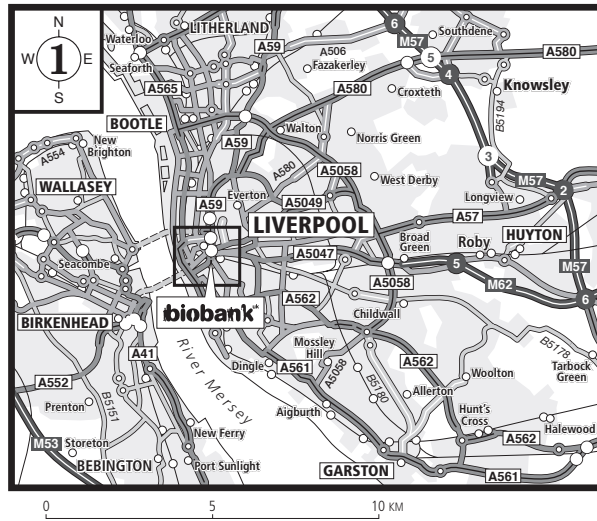 N
W 1 E
S
Waterloo
LITHERLAND
A59
A506
6
M57
Southdene
Seaforth
Fazakerley
5
A580
A565
A580
4
Croxteth
Knowsley
BOOTLE
Walton
B5194
New
Brighton
A59
Norris Green
A554
A580
A5058
3
WALLASEY
West Derby
M57
2
Everton
A5049
Longview
A59
LIVERPOOL
A57
Broad
Green
Roby
HUYTON
Seacombe
A5047
5
M57
A5058
M62
A562
biobank uk
Childwall
6
BIRKENHEAD
A41
River Mersey
Mossley
Hill
B5178
Dingle
A561
A5058
A562
Tarbock
Green
A552
B5180
Woolton
Prenton
B5151
Allerton
Aigburth
Hunt's
Cross
Halewood
New Ferry
A562
M53
Storeton
BEBINGTON
Port Sunlight
GARSTON
A561
0 5 10 KM